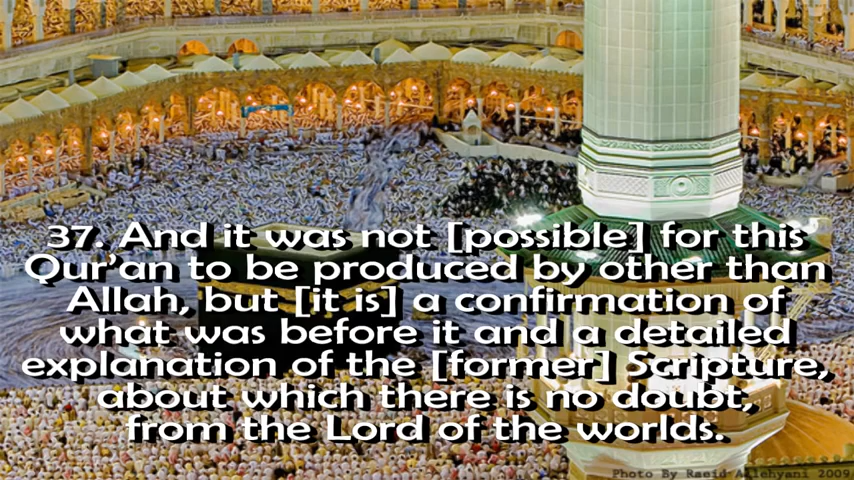 37. And it was not [possible] for this
Qur'an to be produced by other than
Allah, but [it is] a confirmation of
what was before it and a detailed
explanation of the [former] Scripture,
about which there is no doubt,
from the Lord of the worlds.
Photo By Raeid Allehyani 2009